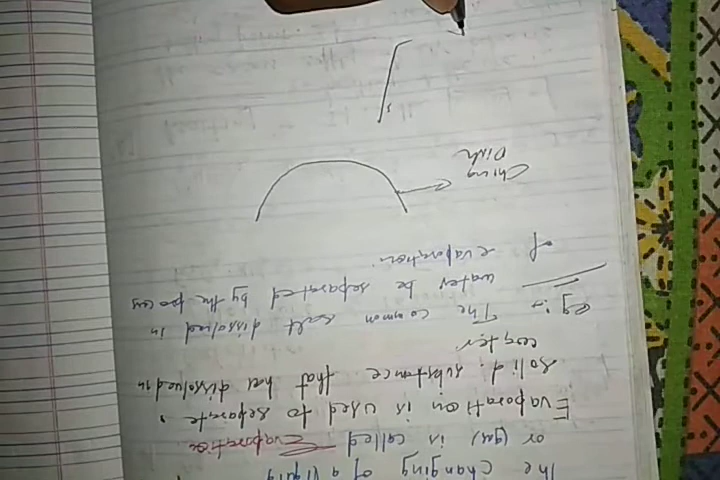 The changing of a liquid
or (gas) is called Evaporation
Evaporation is used to separate
solid. substance that has dissolved in
water
eg:- The common salt dissolved in
water be separated by the process
of evaporation.
Dish